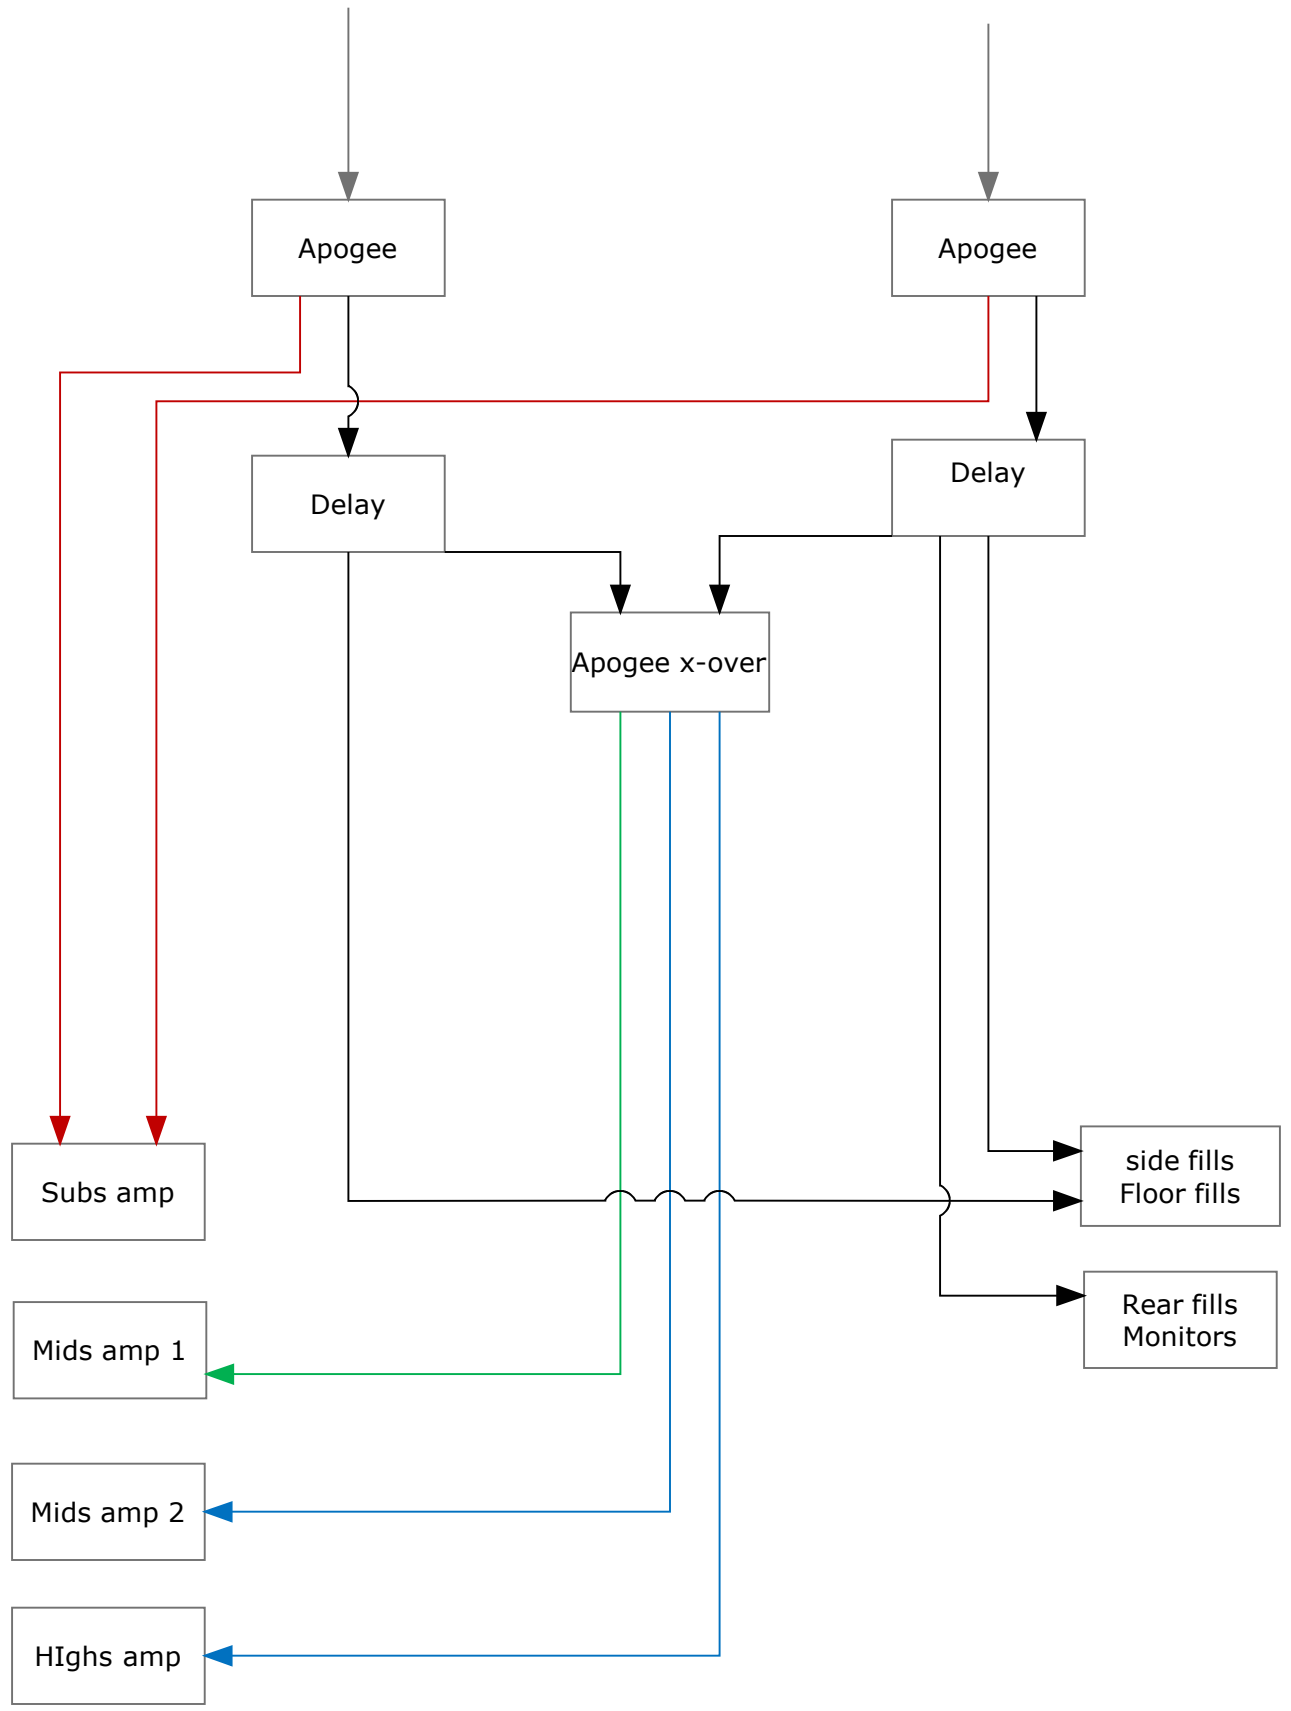 Apogee
Apogee
Delay
Delay
Apogee x-over
side fills
Floor fills
Subs amp
Rear fills
Monitors
Mids amp 1
Mids amp 2
HIghs amp